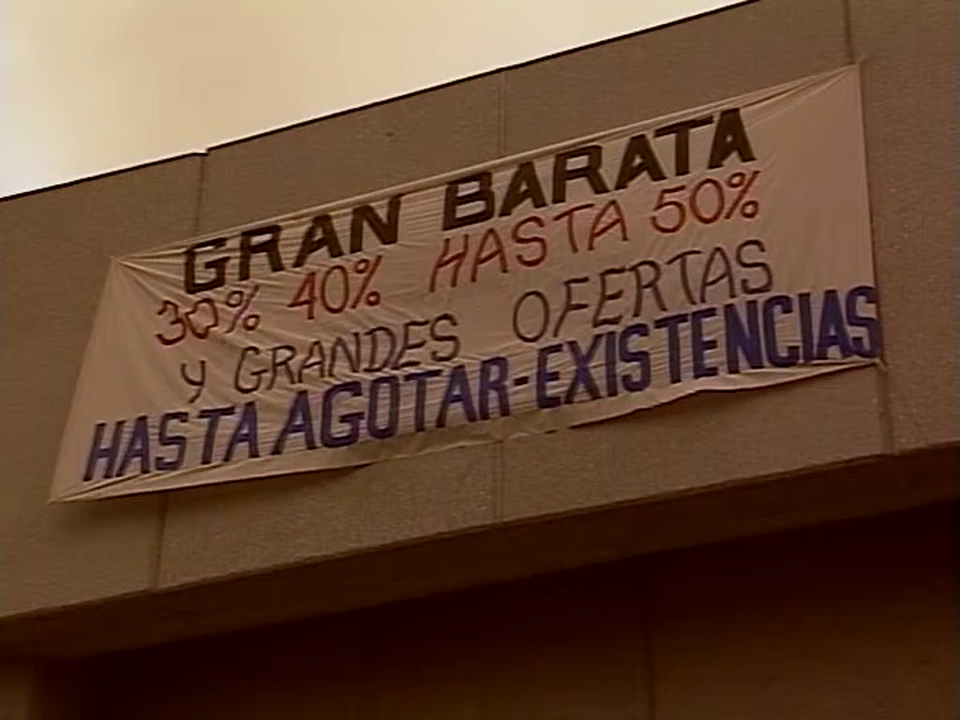 GRAN BARATA
30% 40% HASTA 50%
y GRANDES OFERTAS
HASTA AGOTAR-EXISTENCIAS